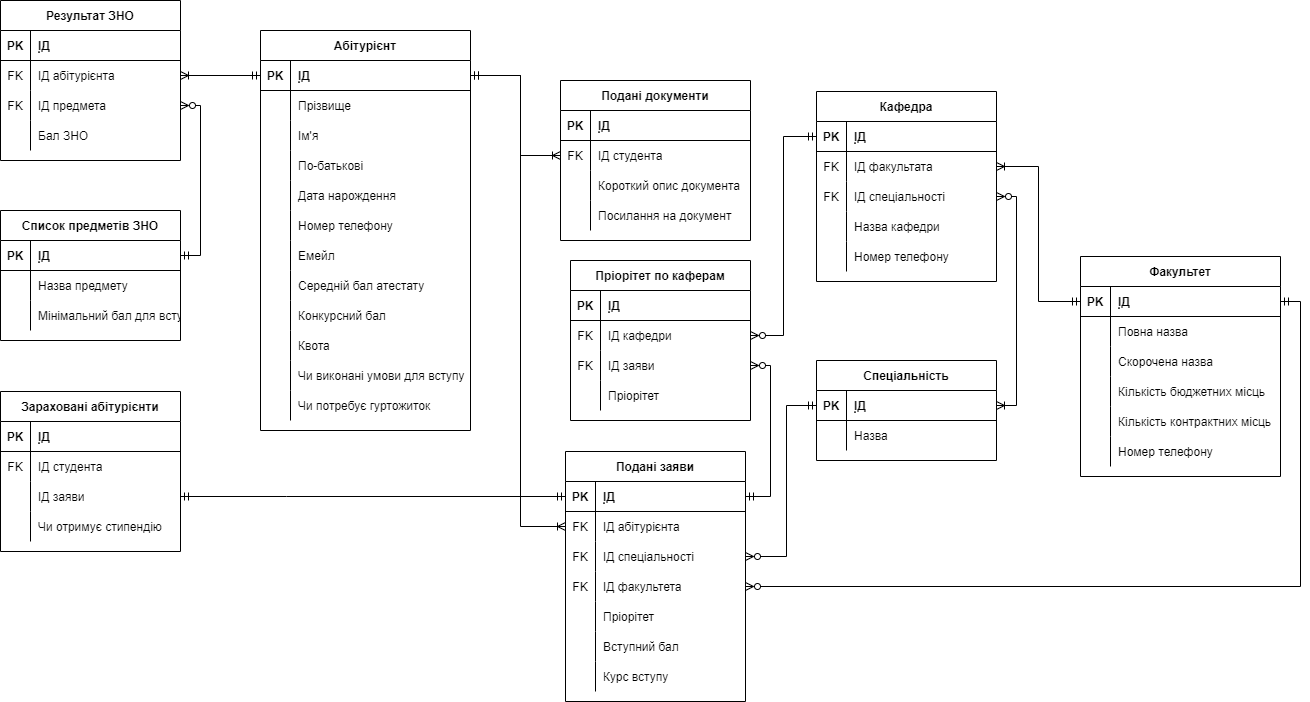 Результат ЗНО
PK ІД
FK ІД абітурієнта
FK ІД предмета
Бал ЗНО
Список предметів ЗНО
PK ІД
Назва предмету
Мінімальний бал для всту
Зараховані абітурієнти
PK ІД
FK ІД студента
ІД заяви
Чи отримує стипендію
Абітурієнт
PK ІД
Прізвище
Ім'я
По-батькові
Дата народження
Номер телефону
Емейл
Середній бал атестату
Конкурсний бал
Квота
Чи виконані умови для вступу
Чи потребує гуртожиток
Подані документи
PK ІД
FK ІД студента
Короткий опис документа
Посилання на документ
Пріорітет по каферам
PK ІД
FK ІД кафедри
FK ІД заяви
Пріорітет
Подані заяви
PK ІД
FK ІД абітурієнта
FK ІД спеціальності
FK ІД факультета
Пріорітет
Вступний бал
Курс вступу
Кафедра
PK ІД
FK ІД факультата
FK ІД спеціальності
Назва кафедри
Номер телефону
Спеціальність
PK ІД
Назва
Факультет
PK ІД
Повна назва
Скорочена назва
Кількість бюджетних місць
Кількість контрактних місць
Номер телефону